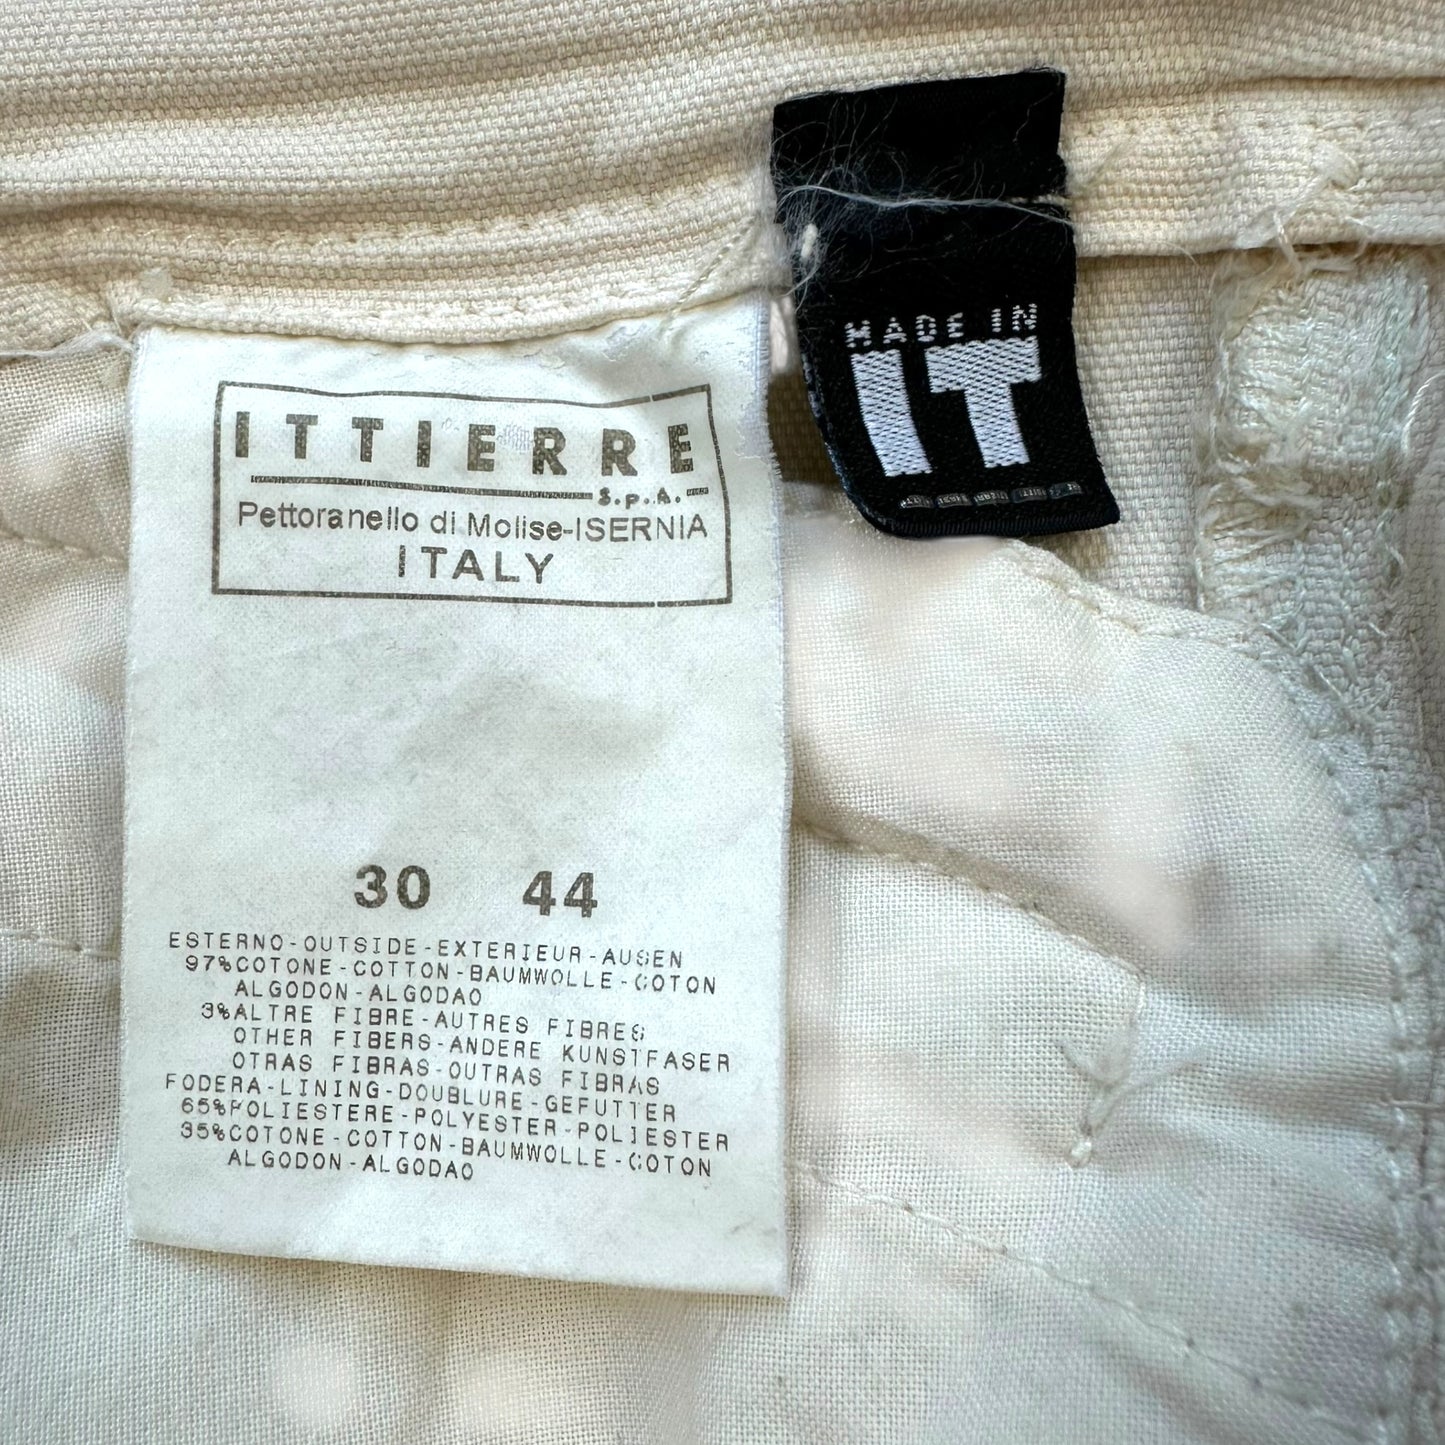 MADE IN
IT
ITTIERRE
S.p.A.
Pettoranello di Molise-ISERNIA
ITALY
30 44
ESTERNO-OUTSIDE-EXTERIEUR-AUSEN
97%COTONE-COTTON-BAUMWOLLE-COTON
ALGODON-ALGODAO
3%ALTRE FIBRE-AUTRES FIBRES
OTHER FIBERS-ANDERE KUNSTFASER
OTRAS FIBRAS-OUTRAS FIBRAS
FODERA-LINING-DOUBLURE-GEFUTTER
65%POLIESTERE-POLYESTER-POLIESTER
35%COTONE-COTTON-BAUMWOLLE-COTON
ALGODON-ALGODAO